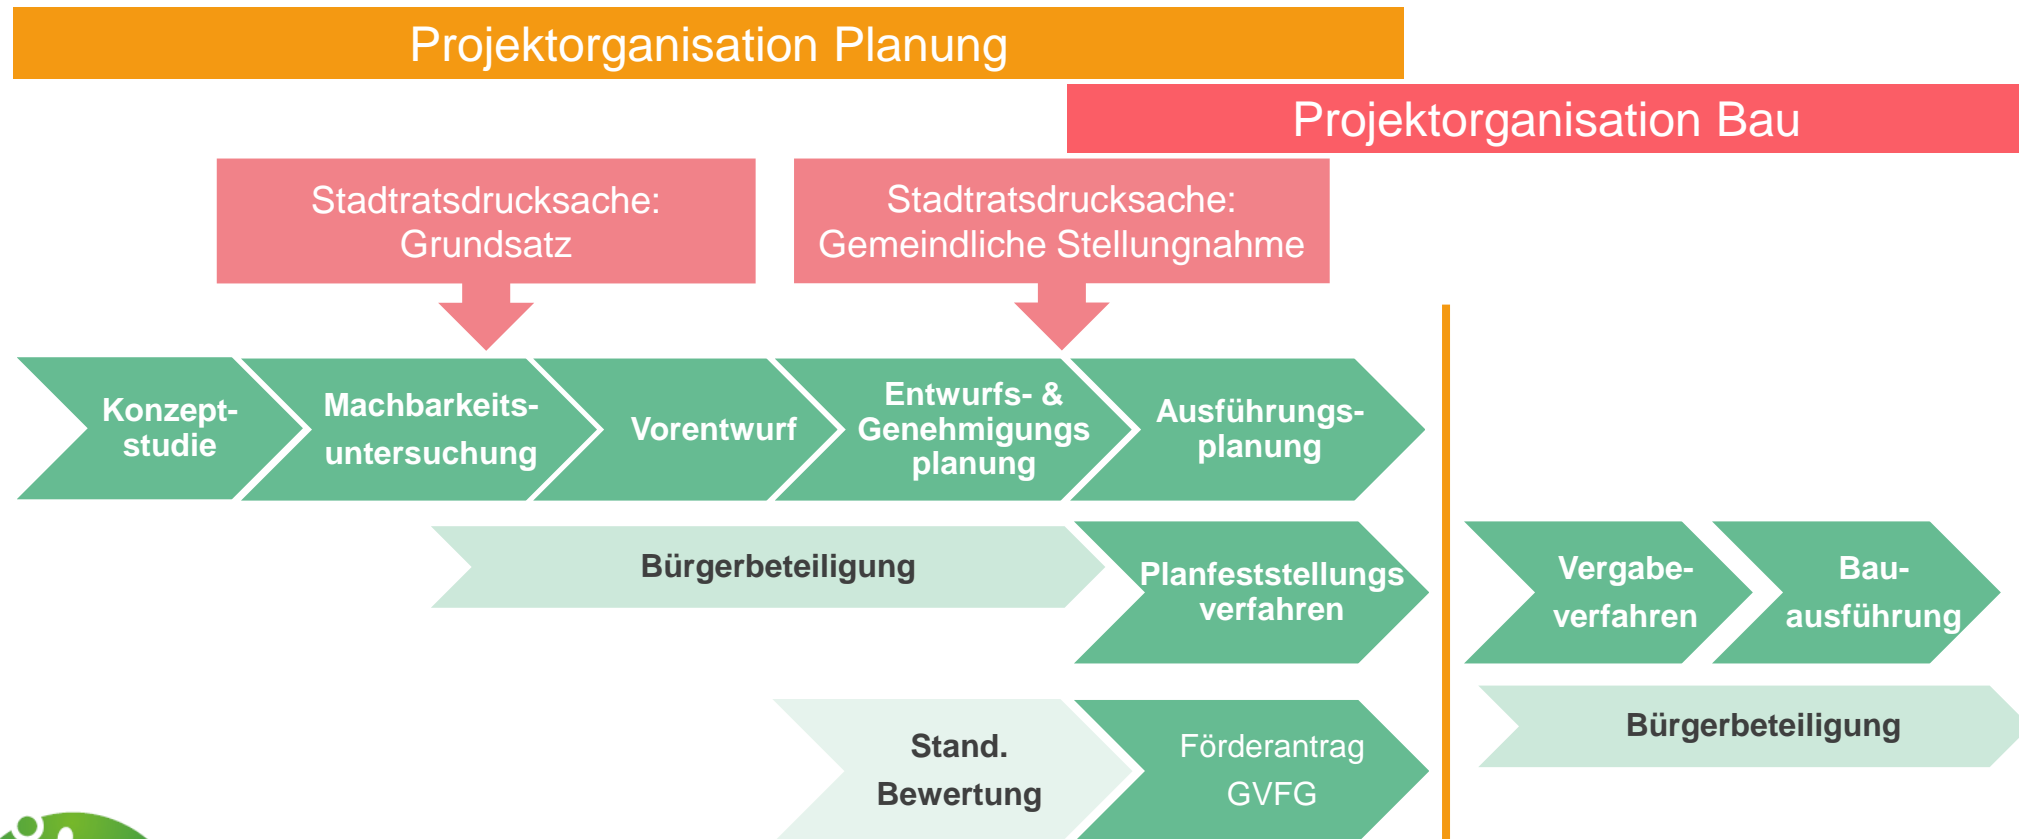 Projektorganisation Planung
Projektorganisation Bau
Stadtratsdrucksache:
Grundsatz
Stadtratsdrucksache:
Gemeindliche Stellungnahme
Konzept-
studie
Machbarkeits-
untersuchung
Vorentwurf
Entwurfs- &
Genehmigungs
planung
Ausführungs-
planung
Bürgerbeteiligung
Planfeststellungs
verfahren
Vergabe-
verfahren
Bau-
ausführung
Stand.
Bewertung
Förderantrag
GVFG
Bürgerbeteiligung